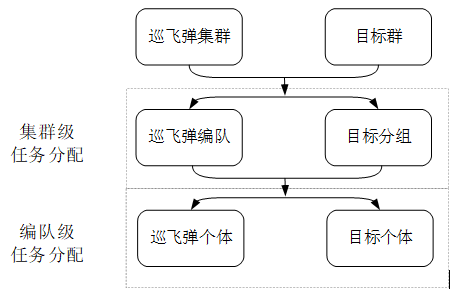 巡飞弹集群
目标群
集群级
任务分配
巡飞弹编队
目标分组
编队级
任务分配
巡飞弹个体
目标个体